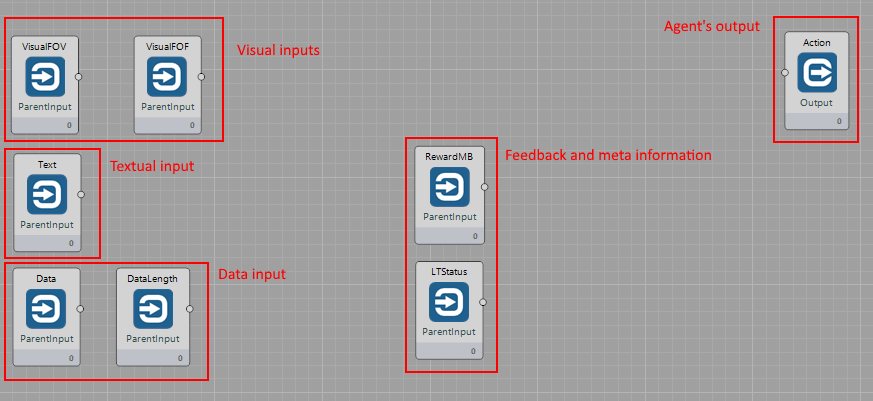 VisualFOV
ParentInput
0
VisualFOF
ParentInput
0
Visual inputs
Agent's output
Action
Output
0
Text
ParentInput
0
Textual input
RewardMB
ParentInput
0
Feedback and meta information
Data
ParentInput
0
DataLength
ParentInput
0
Data input
LTStatus
ParentInput
0